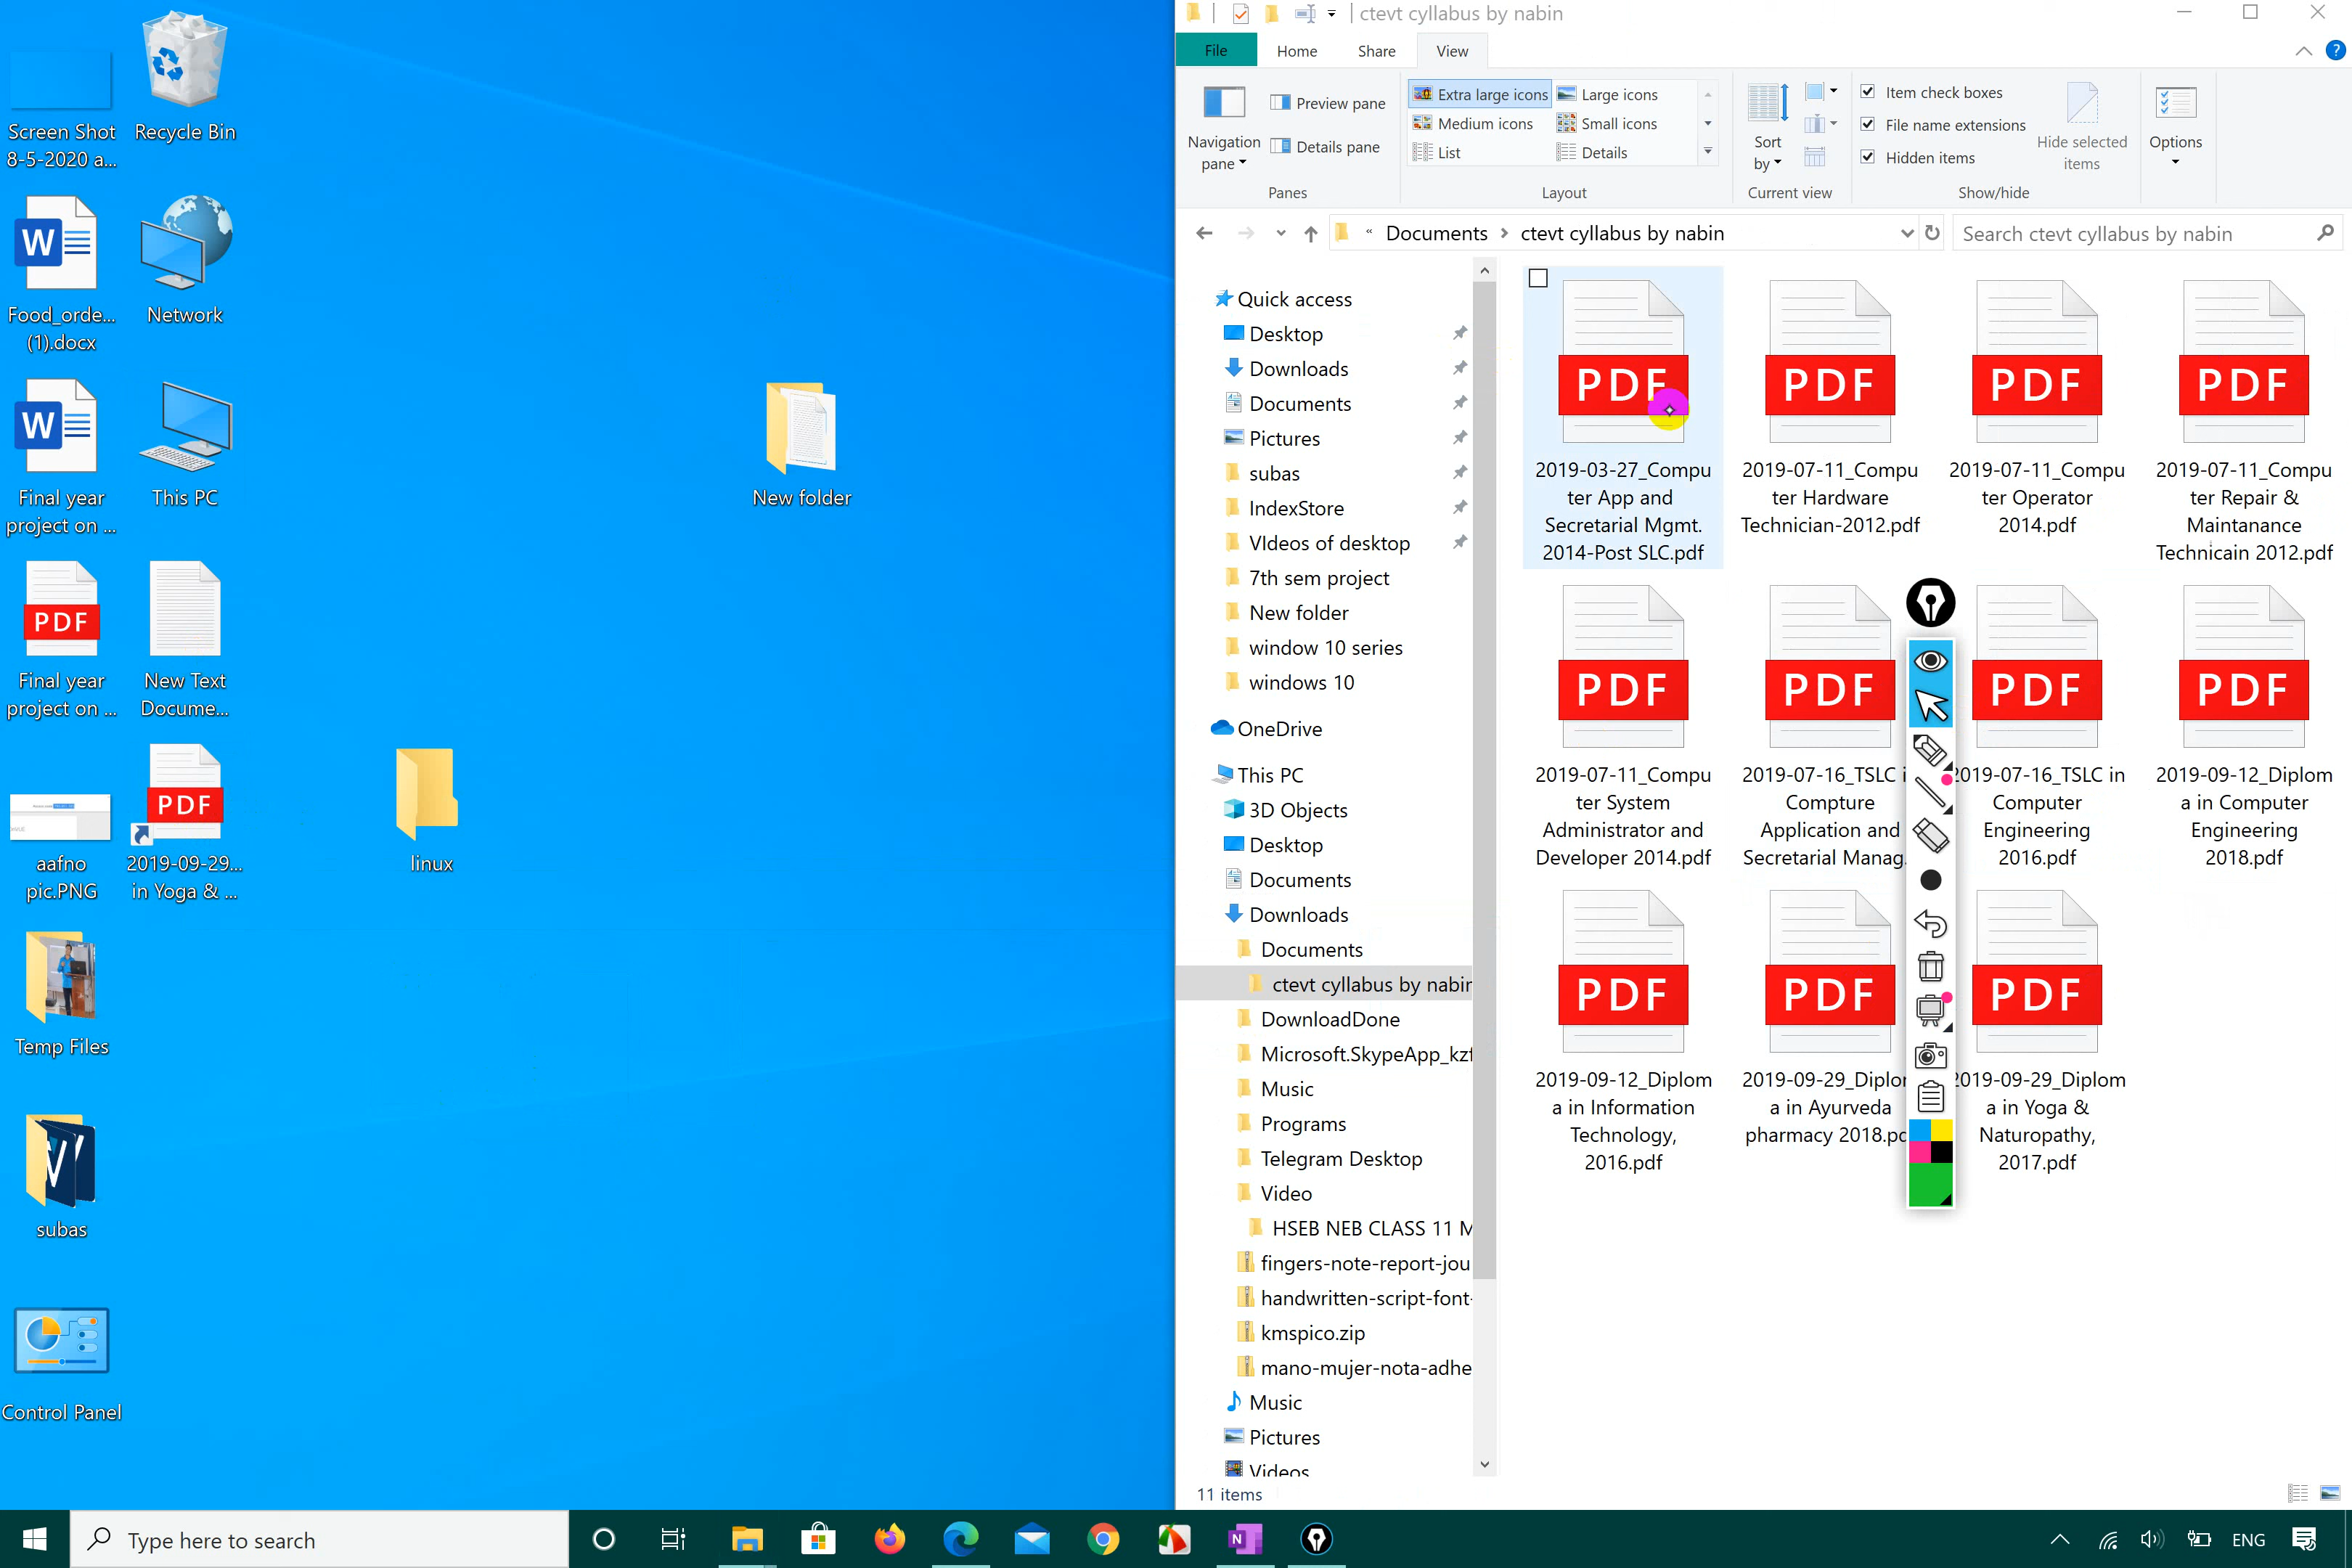 Screen Shot
8-5-2020 a...
Recycle Bin
Food_orde...
(1).docx
Network
Final year
project on ...
This PC
New folder
PDF
Final year
project on ...
New Text
Docume...
PDF
aafno
pic.PNG
2019-09-29...
in Yoga & ...
linux
Temp Files
subas
Control Panel
ctevt cyllabus by nabin
File
Home
Share
View
Navigation
pane
Preview pane
Details pane
Panes
Extra large icons
Large icons
Medium icons
Small icons
List
Details
Layout
Sort
by
Current view
Item check boxes
File name extensions
Hidden items
Hide selected
items
Show/hide
Options
« Documents > ctevt cyllabus by nabin
Search ctevt cyllabus by nabin
Quick access
Desktop
Downloads
Documents
Pictures
subas
IndexStore
VIdeos of desktop
7th sem project
New folder
window 10 series
windows 10
OneDrive
This PC
3D Objects
Desktop
Documents
Downloads
Documents
ctevt cyllabus by nabin
DownloadDone
Microsoft.SkypeApp_kzf
Music
Programs
Telegram Desktop
Video
HSEB NEB CLASS 11 M
fingers-note-report-jou
handwritten-script-font-
kmspico.zip
mano-mujer-nota-adhe
Music
Pictures
Videos
PDF
2019-03-27_Compu
ter App and
Secretarial Mgmt.
2014-Post SLC.pdf
PDF
2019-07-11_Compu
ter Hardware
Technician-2012.pdf
PDF
2019-07-11_Compu
ter Operator
2014.pdf
PDF
2019-07-11_Compu
ter Repair &
Maintanance
Technicain 2012.pdf
PDF
2019-07-11_Compu
ter System
Administrator and
Developer 2014.pdf
PDF
2019-07-16_TSLC i
Compture
Application and
Secretarial Manag.
PDF
2019-07-16_TSLC in
Computer
Engineering
2016.pdf
PDF
2019-09-12_Diplom
a in Computer
Engineering
2018.pdf
PDF
2019-09-12_Diplom
a in Information
Technology,
2016.pdf
PDF
2019-09-29_Diplom
a in Ayurveda
pharmacy 2018.pd
PDF
2019-09-29_Diplom
a in Yoga &
Naturopathy,
2017.pdf
11 items
Type here to search
ENG